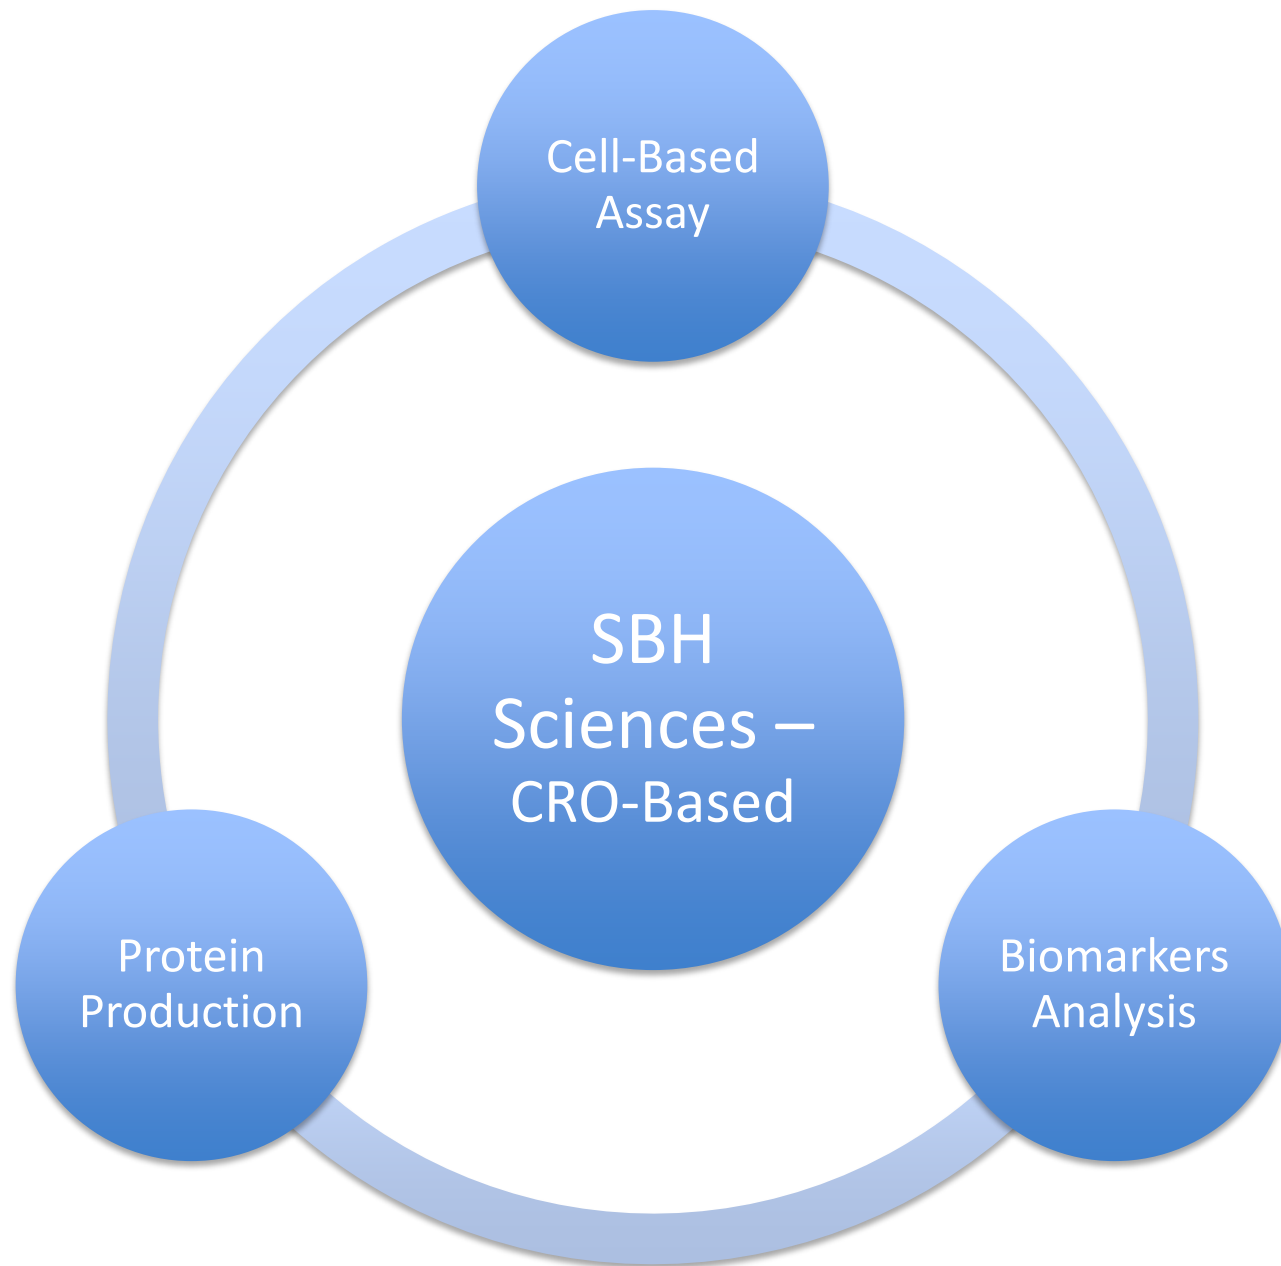 Cell-Based
Assay
SBH
Sciences –
CRO-Based
Protein
Production
Biomarkers
Analysis